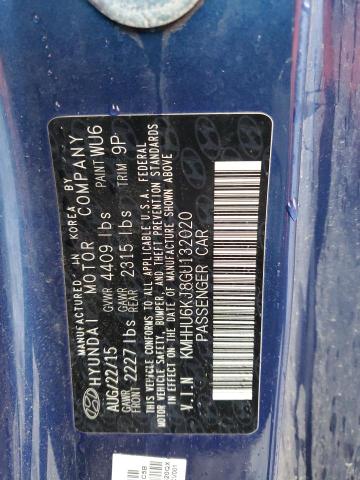 MANUFACTURED IN KOREA BY
HYUNDAI MOTOR COMPANY
AUG/22/15 GVWR 4409 lbs PAINT WU6
GAWR FRONT 2227 lbs GAWR REAR 2315 lbs TRIM 9P
THIS VEHICLE CONFORMS TO ALL APPLICABLE U.S.A. FEDERAL
MOTOR VEHICLE SAFETY, BUMPER, AND THEFT PREVENTION STANDARDS
IN EFFECT ON THE DATE OF MANUFACTURE SHOWN ABOVE
V.I.N KMHHU6KJ8GU132020
PASSENGER CAR